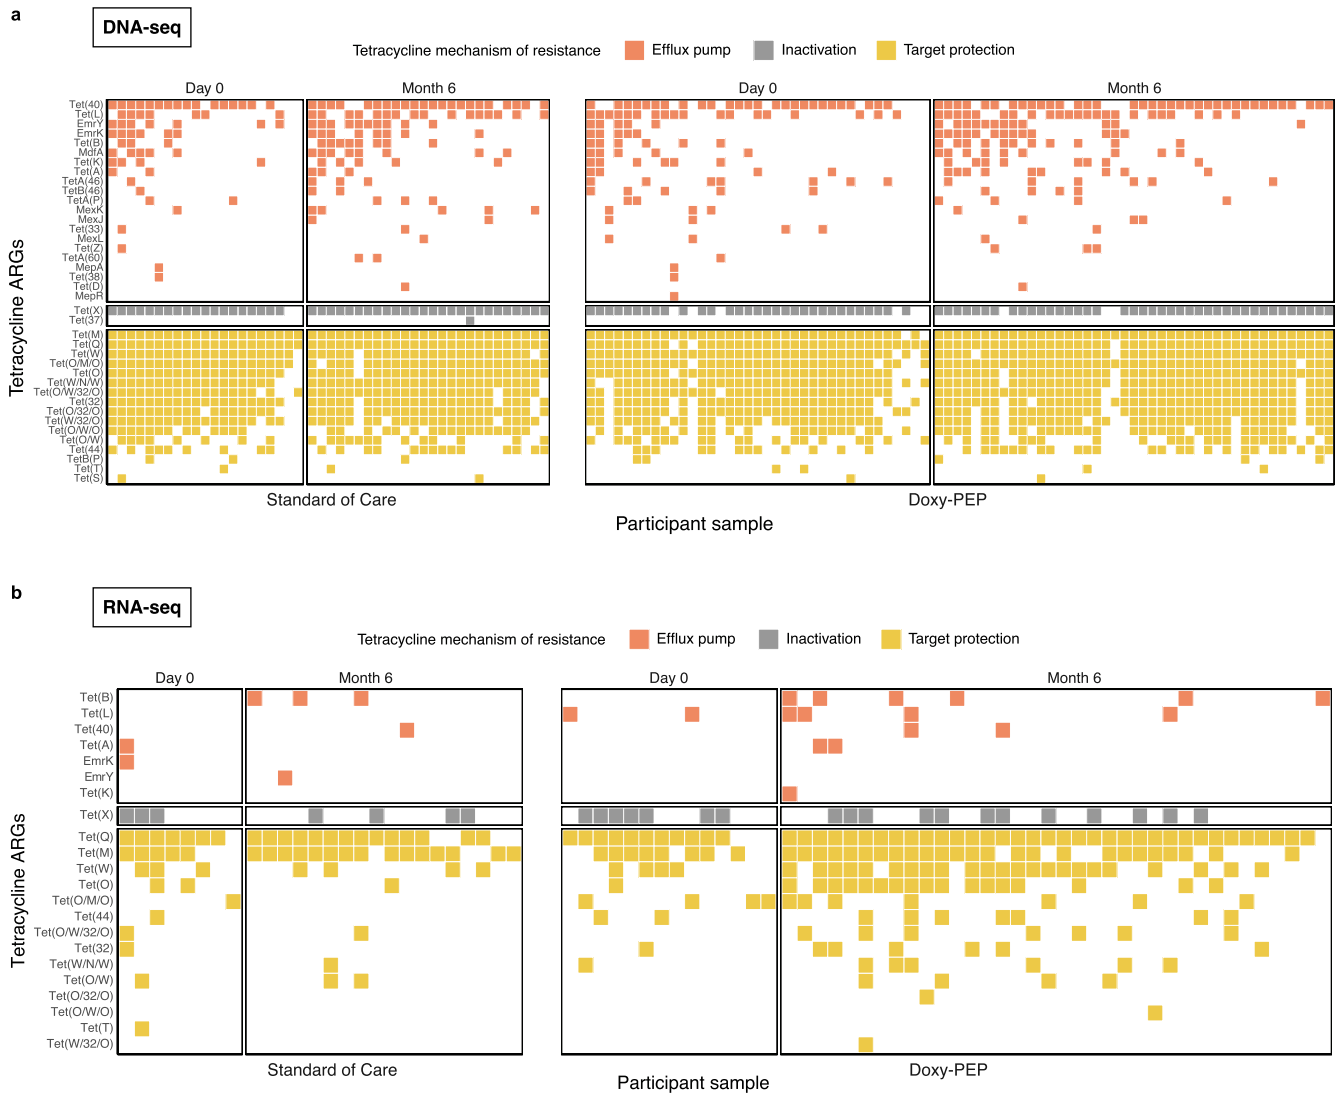 a
DNA-seq
Tetracycline mechanism of resistance Efflux pump Inactivation Target protection
Day 0 Month 6 Day 0 Month 6
Tetracycline ARGs
Tet(40)
Tet(L)
EmrY
EmrK
Tet(B)
MdfA
Tet(K)
Tet(A)
TetA(46)
TetB(46)
TetA(P)
MexK
MexJ
Tet(33)
MexL
Tet(Z)
TetA(60)
MepA
Tet(38)
Tet(D)
MepR
Tet(X)
Tet(37)
Tet(M)
Tet(Q)
Tet(W)
Tet(O/M/O)
Tet(O)
Tet(W/N/W)
Tet(O/W/32/O)
Tet(32)
Tet(O/32/O)
Tet(W/32/O)
Tet(O/W/O)
Tet(O/W)
Tet(44)
TetB(P)
Tet(T)
Tet(S)
Standard of Care Doxy-PEP
Participant sample
b
RNA-seq
Tetracycline mechanism of resistance Efflux pump Inactivation Target protection
Day 0 Month 6 Day 0 Month 6
Tetracycline ARGs
Tet(B)
Tet(L)
Tet(40)
Tet(A)
EmrK
EmrY
Tet(K)
Tet(X)
Tet(Q)
Tet(M)
Tet(W)
Tet(O)
Tet(O/M/O)
Tet(44)
Tet(O/W/32/O)
Tet(32)
Tet(W/N/W)
Tet(O/W)
Tet(O/32/O)
Tet(O/W/O)
Tet(T)
Tet(W/32/O)
Standard of Care Doxy-PEP
Participant sample